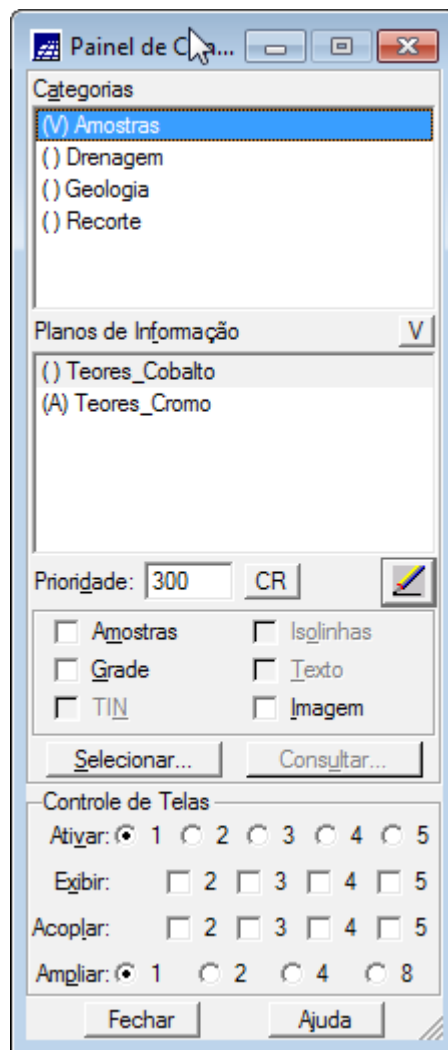 Painel de C...
Categorias
(V) Amostras
( ) Drenagem
( ) Geologia
( ) Recorte
Planos de Informação V
( ) Teores_Cobalto
(A) Teores_Cromo
Prioridade: 300 CR
Amostras Isolinhas
Grade Texto
TIN Imagem
Selecionar... Consultar...
Controle de Telas
Ativar: 1 2 3 4 5
Exibir: 2 3 4 5
Acoplar: 2 3 4 5
Ampliar: 1 2 4 8
Fechar Ajuda